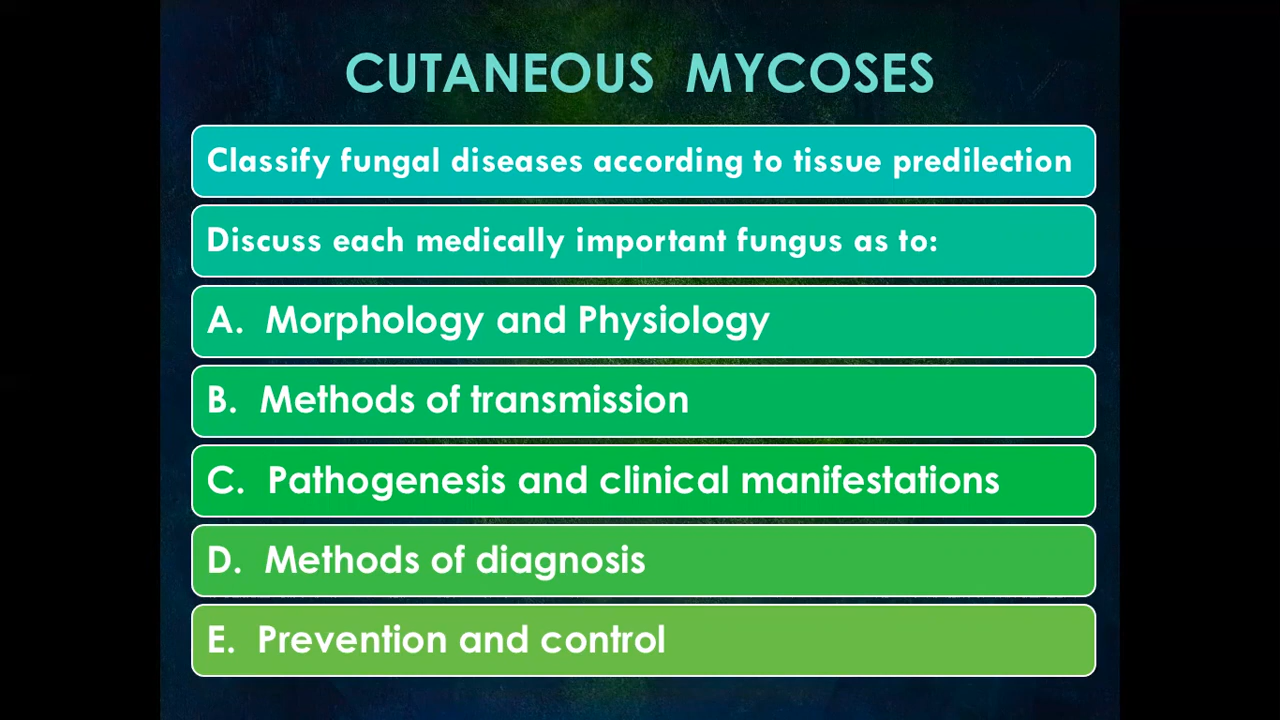 CUTANEOUS MYCOSES
Classify fungal diseases according to tissue predilection
Discuss each medically important fungus as to:
A. Morphology and Physiology
B. Methods of transmission
C. Pathogenesis and clinical manifestations
D. Methods of diagnosis
E. Prevention and control